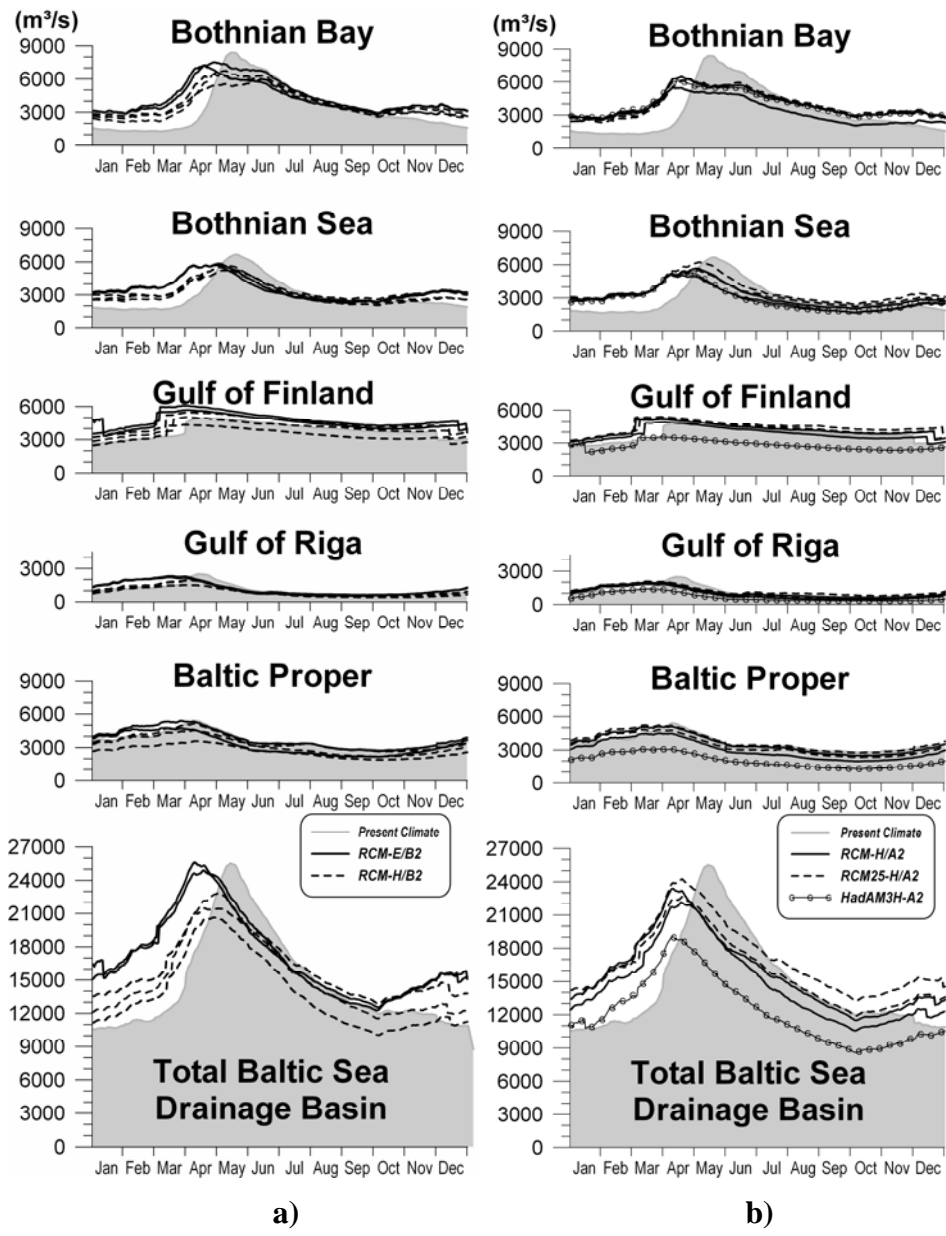 (m³/s)
Bothnian Bay
9000
6000
3000
0
Jan Feb Mar Apr May Jun Jul Aug Sep Oct Nov Dec
Bothnian Sea
9000
6000
3000
0
Jan Feb Mar Apr May Jun Jul Aug Sep Oct Nov Dec
Gulf of Finland
6000
3000
0
Jan Feb Mar Apr May Jun Jul Aug Sep Oct Nov Dec
Gulf of Riga
3000
0
Jan Feb Mar Apr May Jun Jul Aug Sep Oct Nov Dec
Baltic Proper
9000
6000
3000
0
Jan Feb Mar Apr May Jun Jul Aug Sep Oct Nov Dec
Present Climate
RCM-E/B2
RCM-H/B2
27000
24000
21000
18000
15000
12000
9000
6000
3000
0
Total Baltic Sea
Drainage Basin
Jan Feb Mar Apr May Jun Jul Aug Sep Oct Nov Dec
a)
(m³/s)
Bothnian Bay
9000
6000
3000
0
Jan Feb Mar Apr May Jun Jul Aug Sep Oct Nov Dec
Bothnian Sea
9000
6000
3000
0
Jan Feb Mar Apr May Jun Jul Aug Sep Oct Nov Dec
Gulf of Finland
6000
3000
0
Jan Feb Mar Apr May Jun Jul Aug Sep Oct Nov Dec
Gulf of Riga
3000
0
Jan Feb Mar Apr May Jun Jul Aug Sep Oct Nov Dec
Baltic Proper
9000
6000
3000
0
Jan Feb Mar Apr May Jun Jul Aug Sep Oct Nov Dec
Present Climate
RCM-H/A2
RCM25-H/A2
HadAM3H-A2
27000
24000
21000
18000
15000
12000
9000
6000
3000
0
Total Baltic Sea
Drainage Basin
Jan Feb Mar Apr May Jun Jul Aug Sep Oct Nov Dec
b)